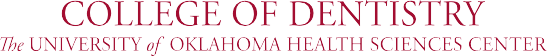 COLLEGE OF DENTISTRY
The UNIVERSITY of OKLAHOMA HEALTH SCIENCES CENTER